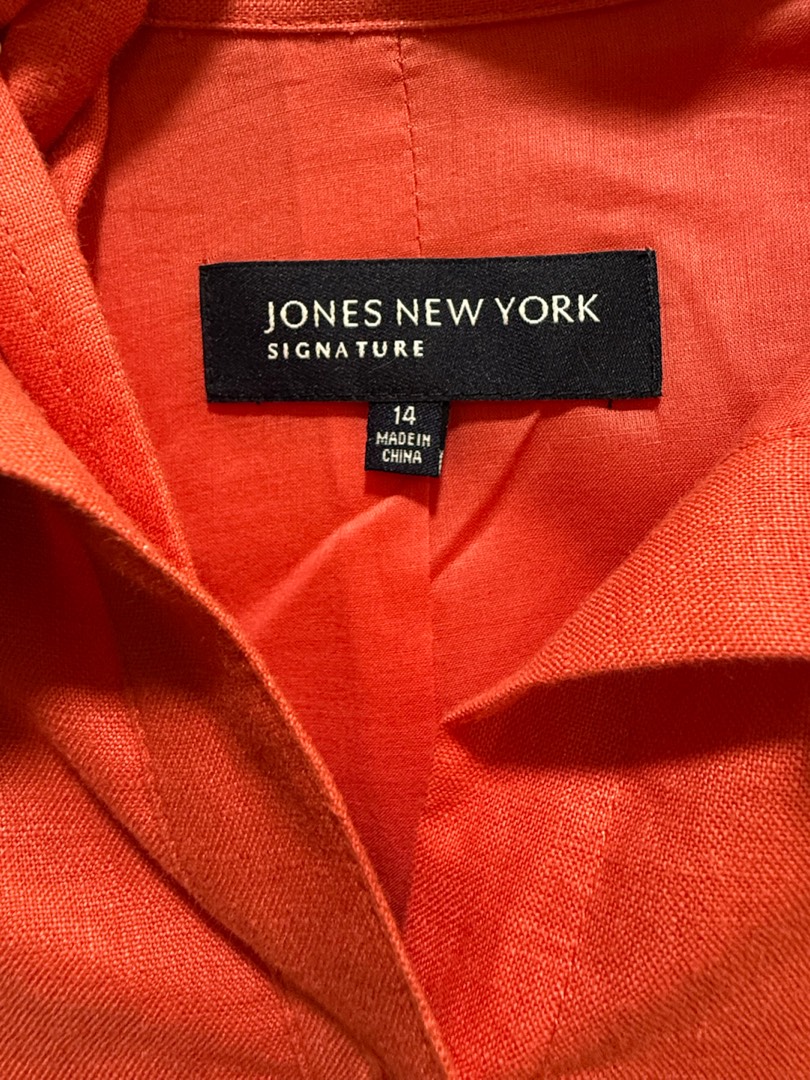 JONES NEW YORK
SIGNATURE
14
MADE IN
CHINA